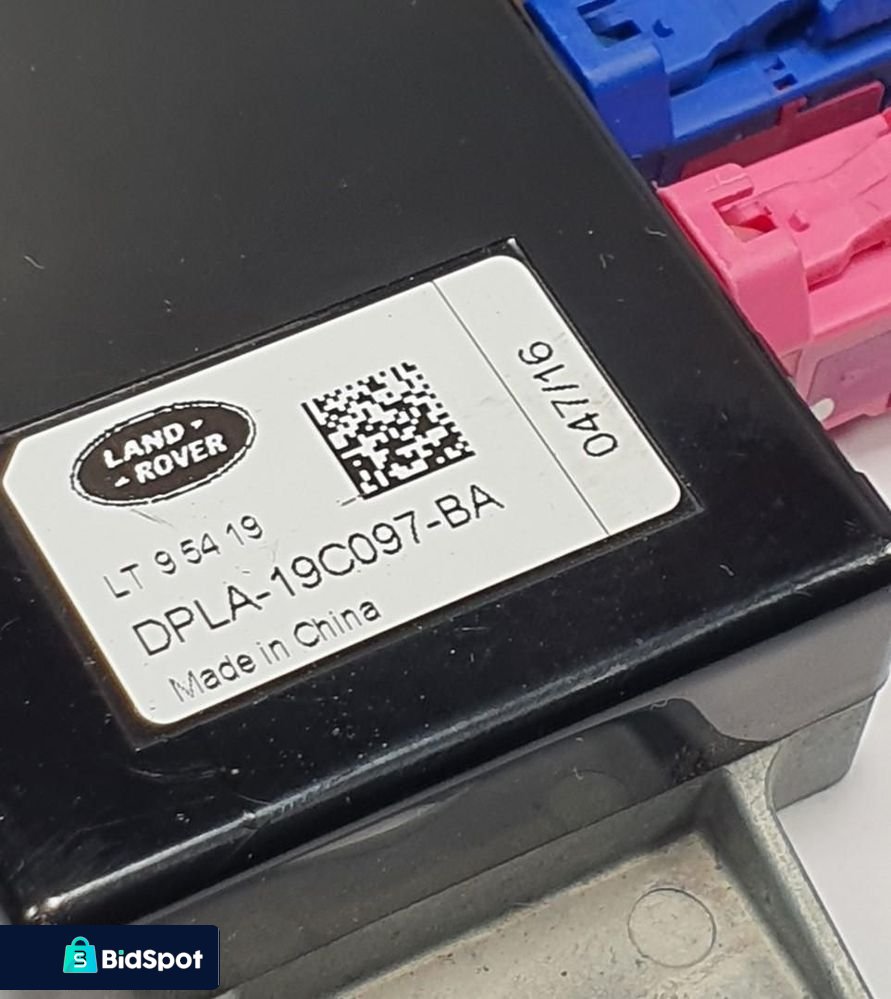 LAND
ROVER
047/16
LT 9 54 19
DPLA-19C097-BA
Made in China
BidSpot